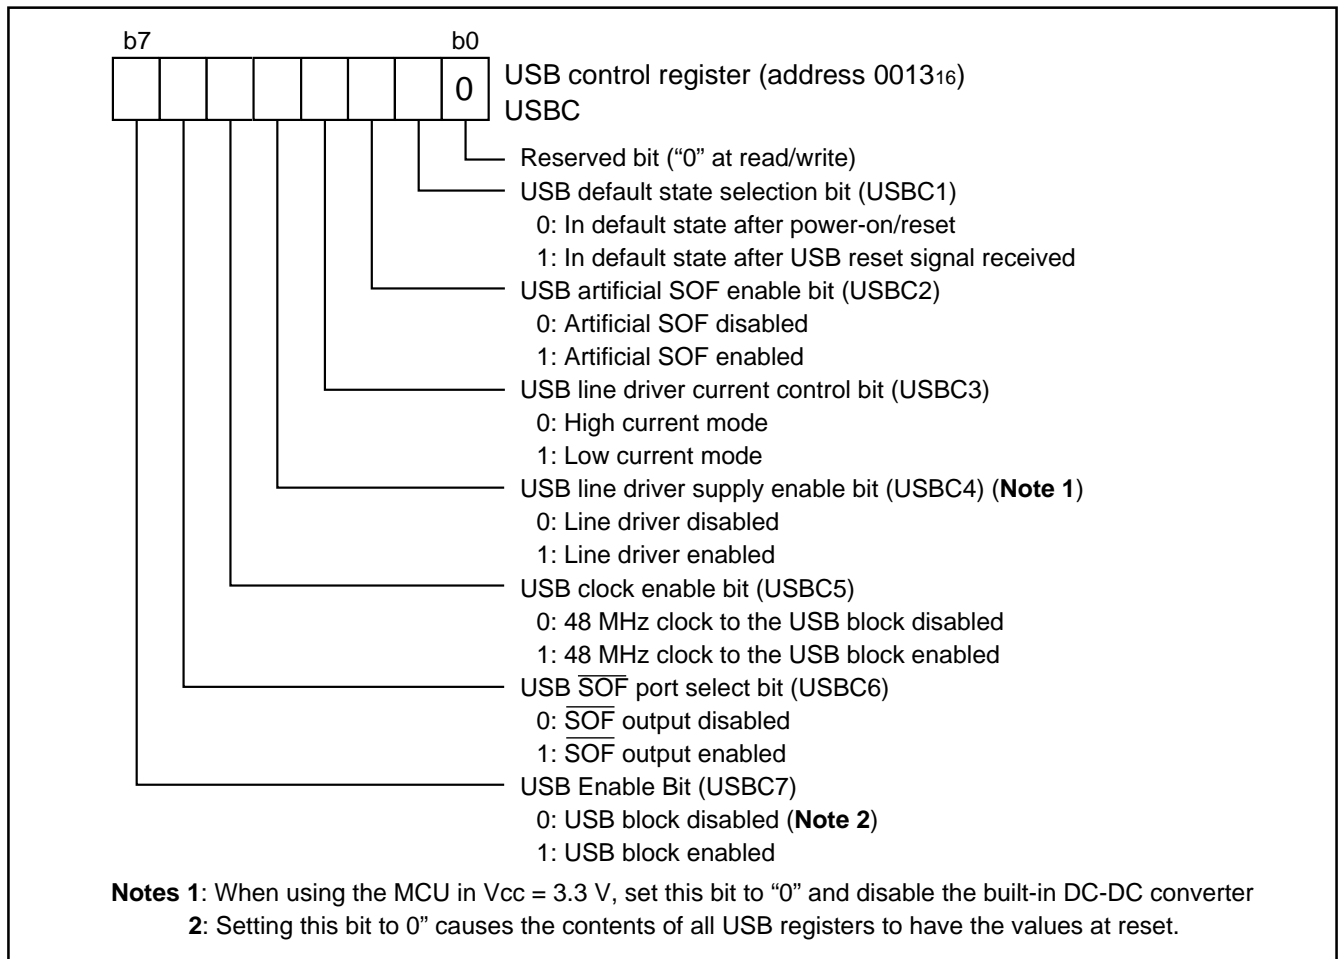 b7 b0
0 USB control register (address 0013₁₆)
USBC
Reserved bit (“0” at read/write)
USB default state selection bit (USBC1)
0: In default state after power-on/reset
1: In default state after USB reset signal received
USB artificial SOF enable bit (USBC2)
0: Artificial SOF disabled
1: Artificial SOF enabled
USB line driver current control bit (USBC3)
0: High current mode
1: Low current mode
USB line driver supply enable bit (USBC4) (Note 1)
0: Line driver disabled
1: Line driver enabled
USB clock enable bit (USBC5)
0: 48 MHz clock to the USB block disabled
1: 48 MHz clock to the USB block enabled
USB S̅O̅F̅ port select bit (USBC6)
0: S̅O̅F̅ output disabled
1: S̅O̅F̅ output enabled
USB Enable Bit (USBC7)
0: USB block disabled (Note 2)
1: USB block enabled
Notes 1: When using the MCU in Vcc = 3.3 V, set this bit to “0” and disable the built-in DC-DC converter
2: Setting this bit to 0” causes the contents of all USB registers to have the values at reset.